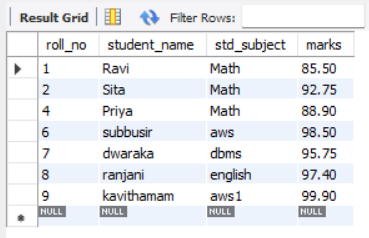 Result Grid Filter Rows:
roll_no student_name std_subject marks
1 Ravi Math 85.50
2 Sita Math 92.75
4 Priya Math 88.90
6 subbusir aws 98.50
7 dwaraka dbms 95.75
8 ranjani english 97.40
9 kavithamam aws1 99.90
NULL NULL NULL NULL